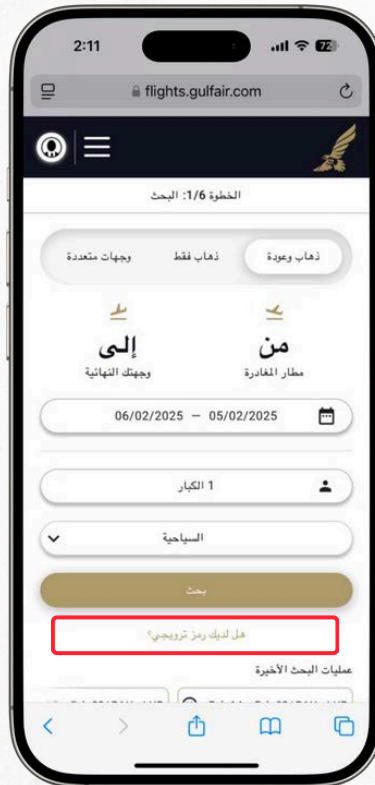 2:11
72
flights.gulfair.com
الخطوة 1/6: البحث
ذهاب وعودة
ذهاب فقط
وجهات متعددة
من
إلى
مطار المغادرة
وجهتك النهائية
05/02/2025 – 06/02/2025
1 الكبار
السياحية
بحث
هل لديك رمز ترويجي؟
عمليات البحث الأخيرة